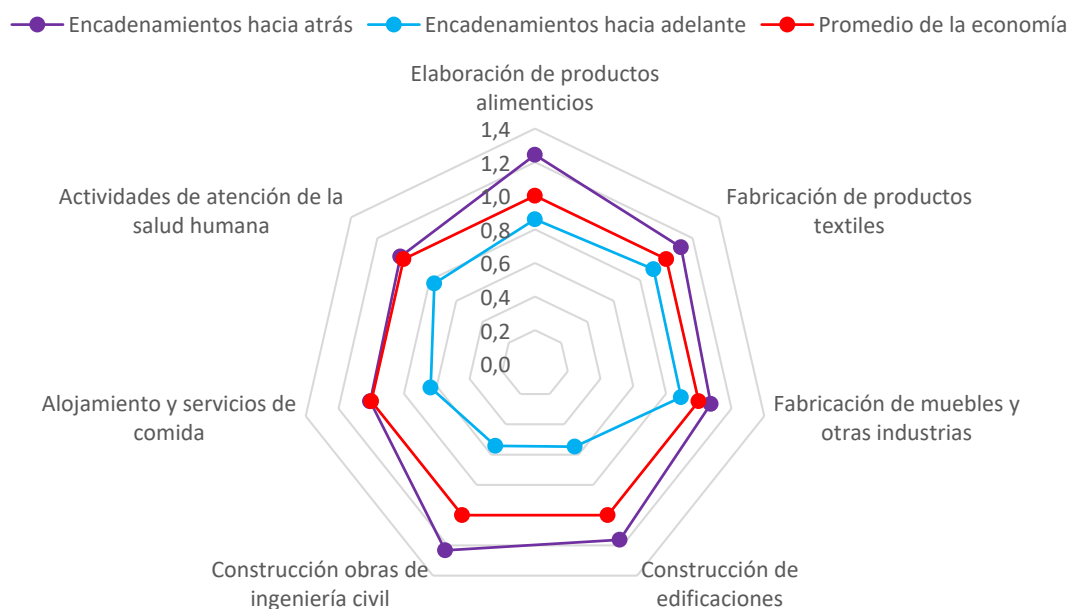 Encadenamientos hacia atrás
Encadenamientos hacia adelante
Promedio de la economía
Elaboración de productos
alimenticios
1,4
1,2
1,0
0,8
0,6
0,4
0,2
0,0
Fabricación de productos
textiles
Fabricación de muebles y
otras industrias
Construcción de
edificaciones
Construcción obras de
ingeniería civil
Alojamiento y servicios de
comida
Actividades de atención de la
salud humana